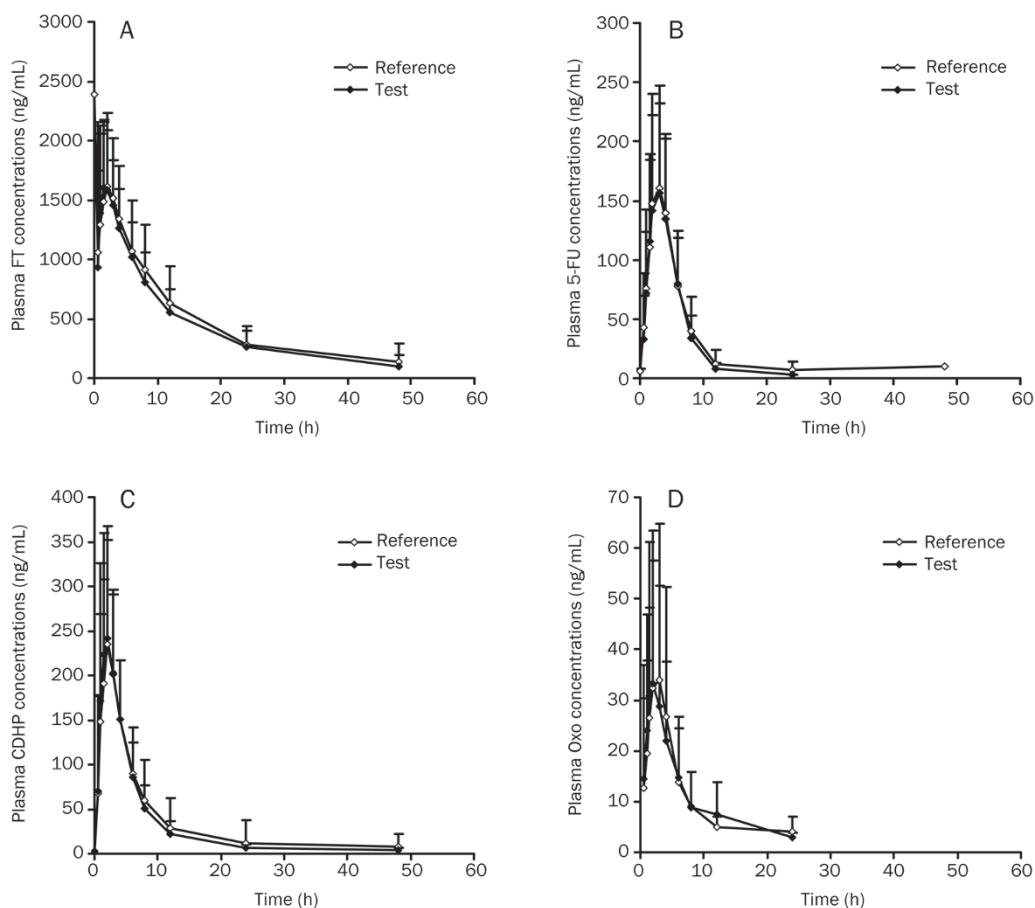 A
Plasma FT concentrations (ng/mL)
3000
2500
2000
1500
1000
500
0
Reference
Test
0 10 20 30 40 50 60
Time (h)
B
Plasma 5-FU concentrations (ng/mL)
300
250
200
150
100
50
0
Reference
Test
0 10 20 30 40 50 60
Time (h)
C
Plasma CDHP concentrations (ng/mL)
400
350
300
250
200
150
100
50
0
Reference
Test
0 10 20 30 40 50 60
Time (h)
D
Plasma Oxo concentrations (ng/mL)
70
60
50
40
30
20
10
0
Reference
Test
0 10 20 30 40 50 60
Time (h)